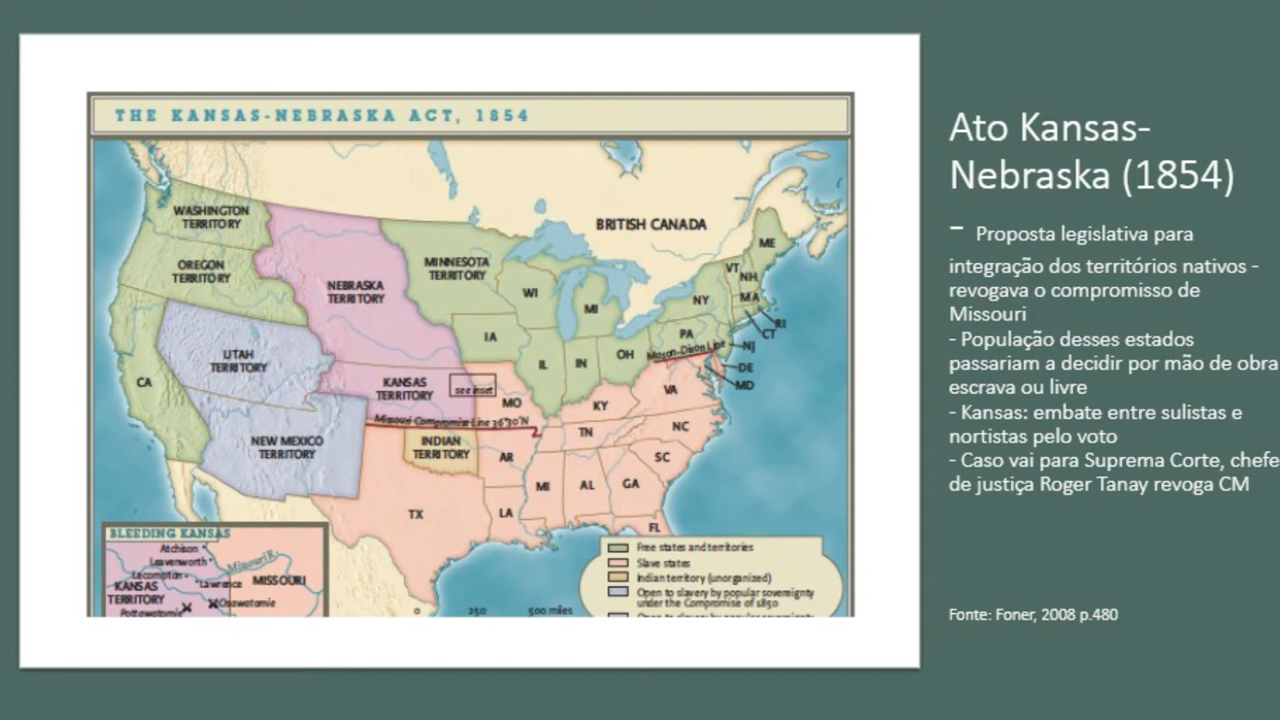 THE KANSAS-NEBRASKA ACT, 1854
WASHINGTON
TERRITORY
OREGON
TERRITORY
NEBRASKA
TERRITORY
MINNESOTA
TERRITORY
BRITISH CANADA
ME
VT
NH
MA
NY
RI
CT
WI
MI
PA
NJ
Mason-Dixon Line
IA
IL
IN
OH
DE
MD
UTAH
TERRITORY
CA
KANSAS
TERRITORY
see inset
MO
KY
VA
Missouri Compromise Line 36°30'N
NEW MEXICO
TERRITORY
INDIAN
TERRITORY
AR
TN
NC
SC
MI
AL
GA
TX
LA
FL
BLEEDING KANSAS
Atchison
Leavenworth
Lecompton
Missouri R.
KANSAS
TERRITORY
Lawrence
MISSOURI
Osawatomie
Pottawatomie
0 250 500 miles
Free states and territories
Slave states
Indian territory (unorganized)
Open to slavery by popular sovereignty
under the Compromise of 1850
Open to slavery by popular sovereignty
Ato Kansas-
Nebraska (1854)
- Proposta legislativa para
integração dos territórios nativos -
revogava o compromisso de
Missouri
- População desses estados
passariam a decidir por mão de obra
escrava ou livre
- Kansas: embate entre sulistas e
nortistas pelo voto
- Caso vai para Suprema Corte, chefe
de justiça Roger Tanay revoga CM
Fonte: Foner, 2008 p.480